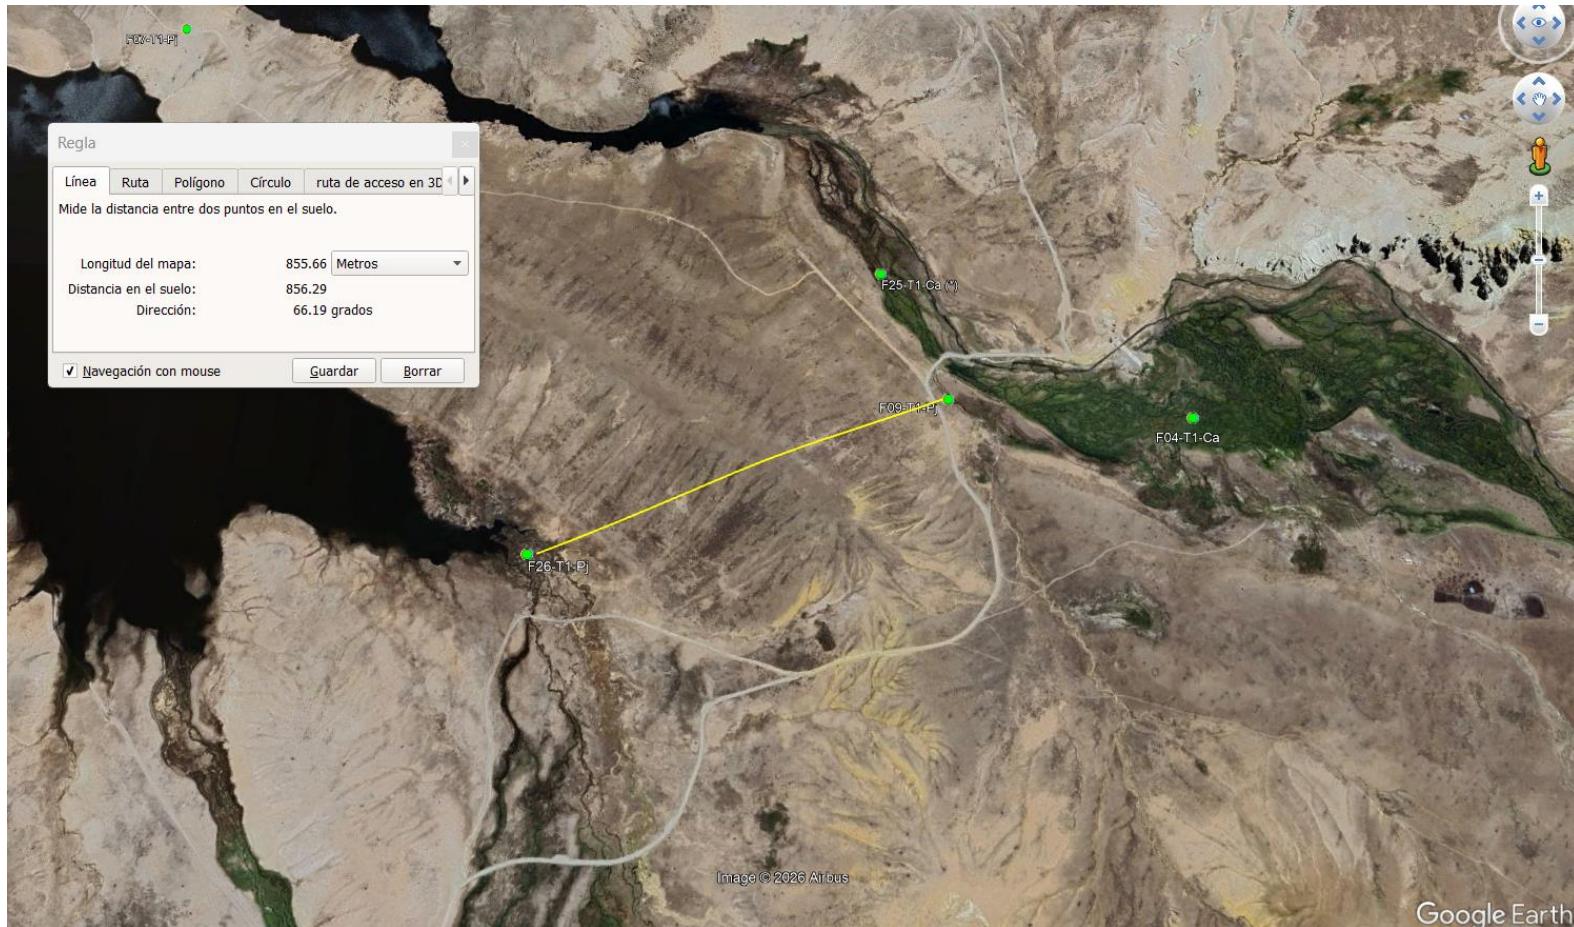 F07-T1-Pj
Regla
Línea Ruta Polígono Círculo ruta de acceso en 3D
Mide la distancia entre dos puntos en el suelo.
Longitud del mapa: 855.66 Metros
Distancia en el suelo: 856.29
Dirección: 66.19 grados
Navegación con mouse Guardar Borrar
F25-T1-Ca (*)
F09-T1-Pj
F04-T1-Ca
F26-T1-Pj
Image © 2026 Airbus
Google Earth